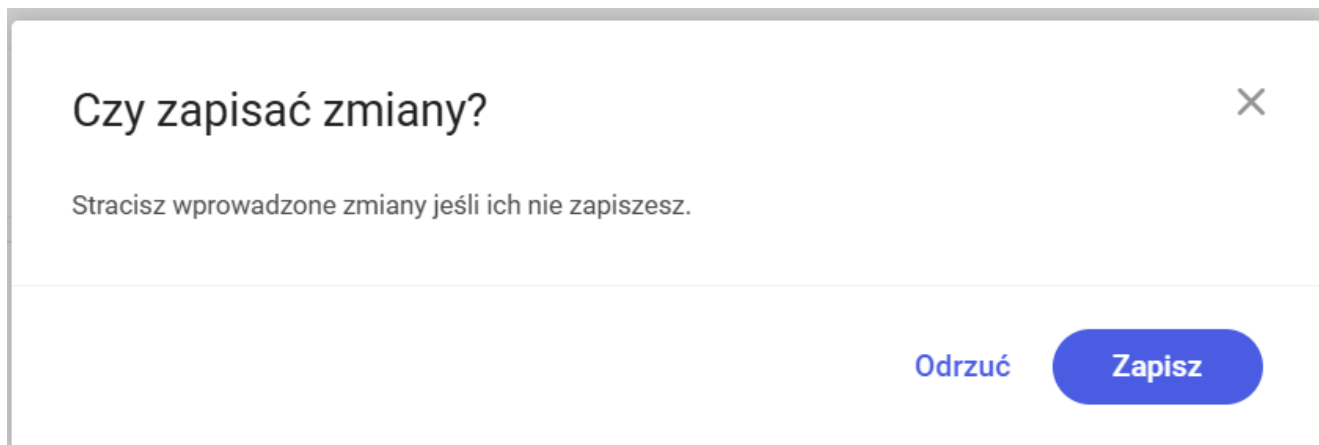 Czy zapisać zmiany?
Stracisz wprowadzone zmiany jeśli ich nie zapiszesz.
Odrzuć
Zapisz